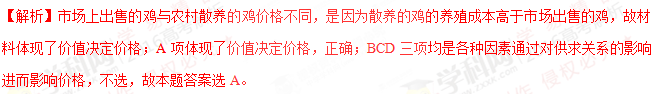 【解析】市场上出售的鸡与农村散养的鸡价格不同，是因为散养的鸡的养殖成本高于市场出售的鸡，故材
料体现了价值决定价格；A 项体现了价值决定价格，正确；BCD 三项均是各种因素通过对供求关系的影响
进而影响价格，不选，故本题答案选 A。